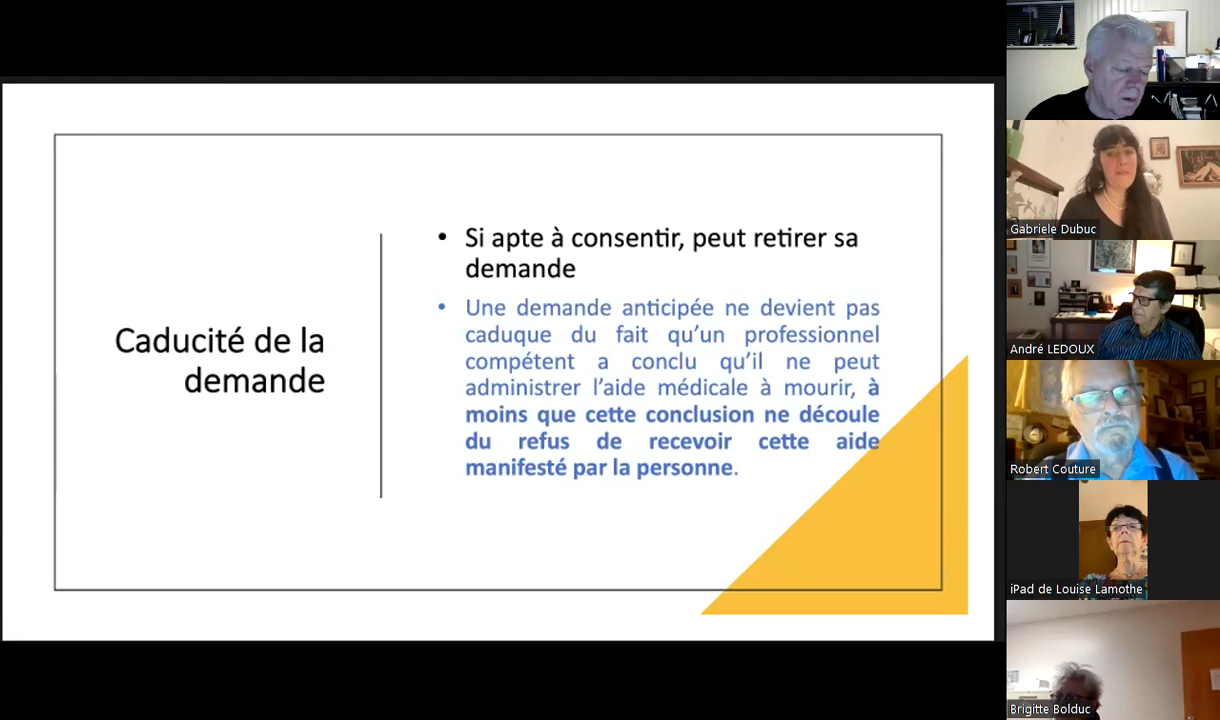 Caducité de la
demande
• Si apte à consentir, peut retirer sa
demande
• Une demande anticipée ne devient pas
caduque du fait qu’un professionnel
compétent a conclu qu’il ne peut
administrer l’aide médicale à mourir, à
moins que cette conclusion ne découle
du refus de recevoir cette aide
manifesté par la personne.
Gabriele Dubuc
André LEDOUX
Robert Couture
iPad de Louise Lamothe
Brigitte Bolduc